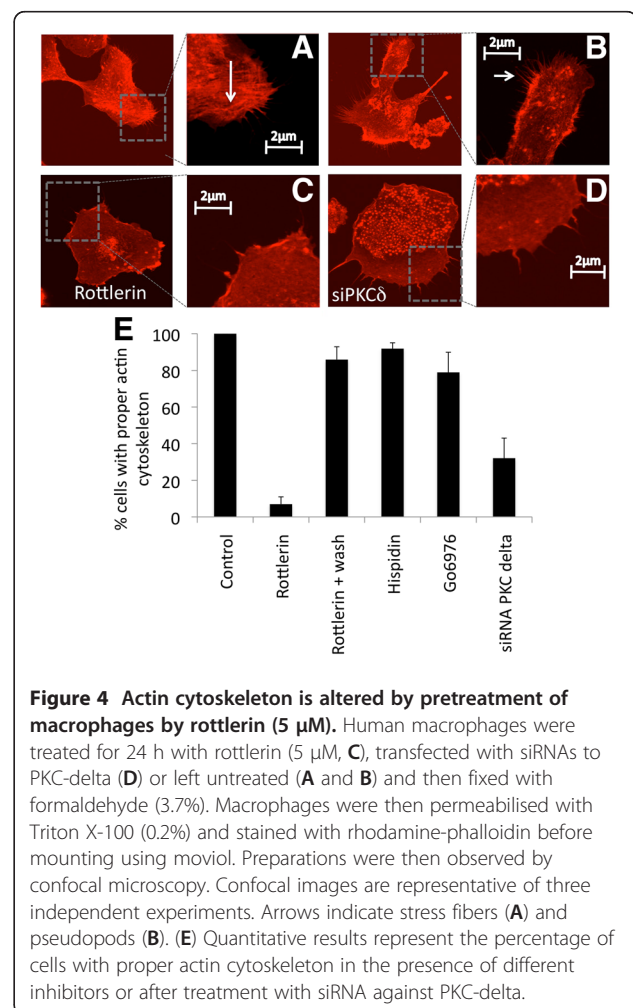 A
2µm
2µm
B
2µm
C
Rottlerin
siPKCδ
D
2µm
E
% cells with proper actin
cytoskeleton
100
80
60
40
20
0
Control
Rottlerin
Rottlerin + wash
Hispidin
Go6976
siRNA PKC delta
Figure 4 Actin cytoskeleton is altered by pretreatment of
macrophages by rottlerin (5 µM). Human macrophages were
treated for 24 h with rottlerin (5 µM, C), transfected with siRNAs to
PKC-delta (D) or left untreated (A and B) and then fixed with
formaldehyde (3.7%). Macrophages were then permeabilised with
Triton X-100 (0.2%) and stained with rhodamine-phalloidin before
mounting using moviol. Preparations were then observed by
confocal microscopy. Confocal images are representative of three
independent experiments. Arrows indicate stress fibers (A) and
pseudopods (B). (E) Quantitative results represent the percentage of
cells with proper actin cytoskeleton in the presence of different
inhibitors or after treatment with siRNA against PKC-delta.